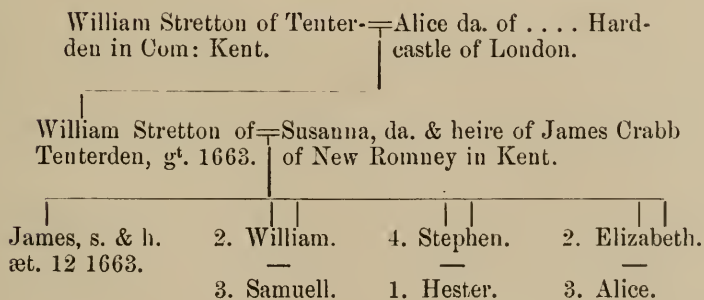 William Stretton of Tenter-=Alice da. of .... Hard-
den in Com: Kent. castle of London.
William Stretton of=Susanna, da. & heire of James Crabb
Tenterden, gᵗ. 1663. of New Romney in Kent.
James, s. & h. 2. William. 4. Stephen. 2. Elizabeth.
æt. 12 1663.
3. Samuell. 1. Hester. 3. Alice.